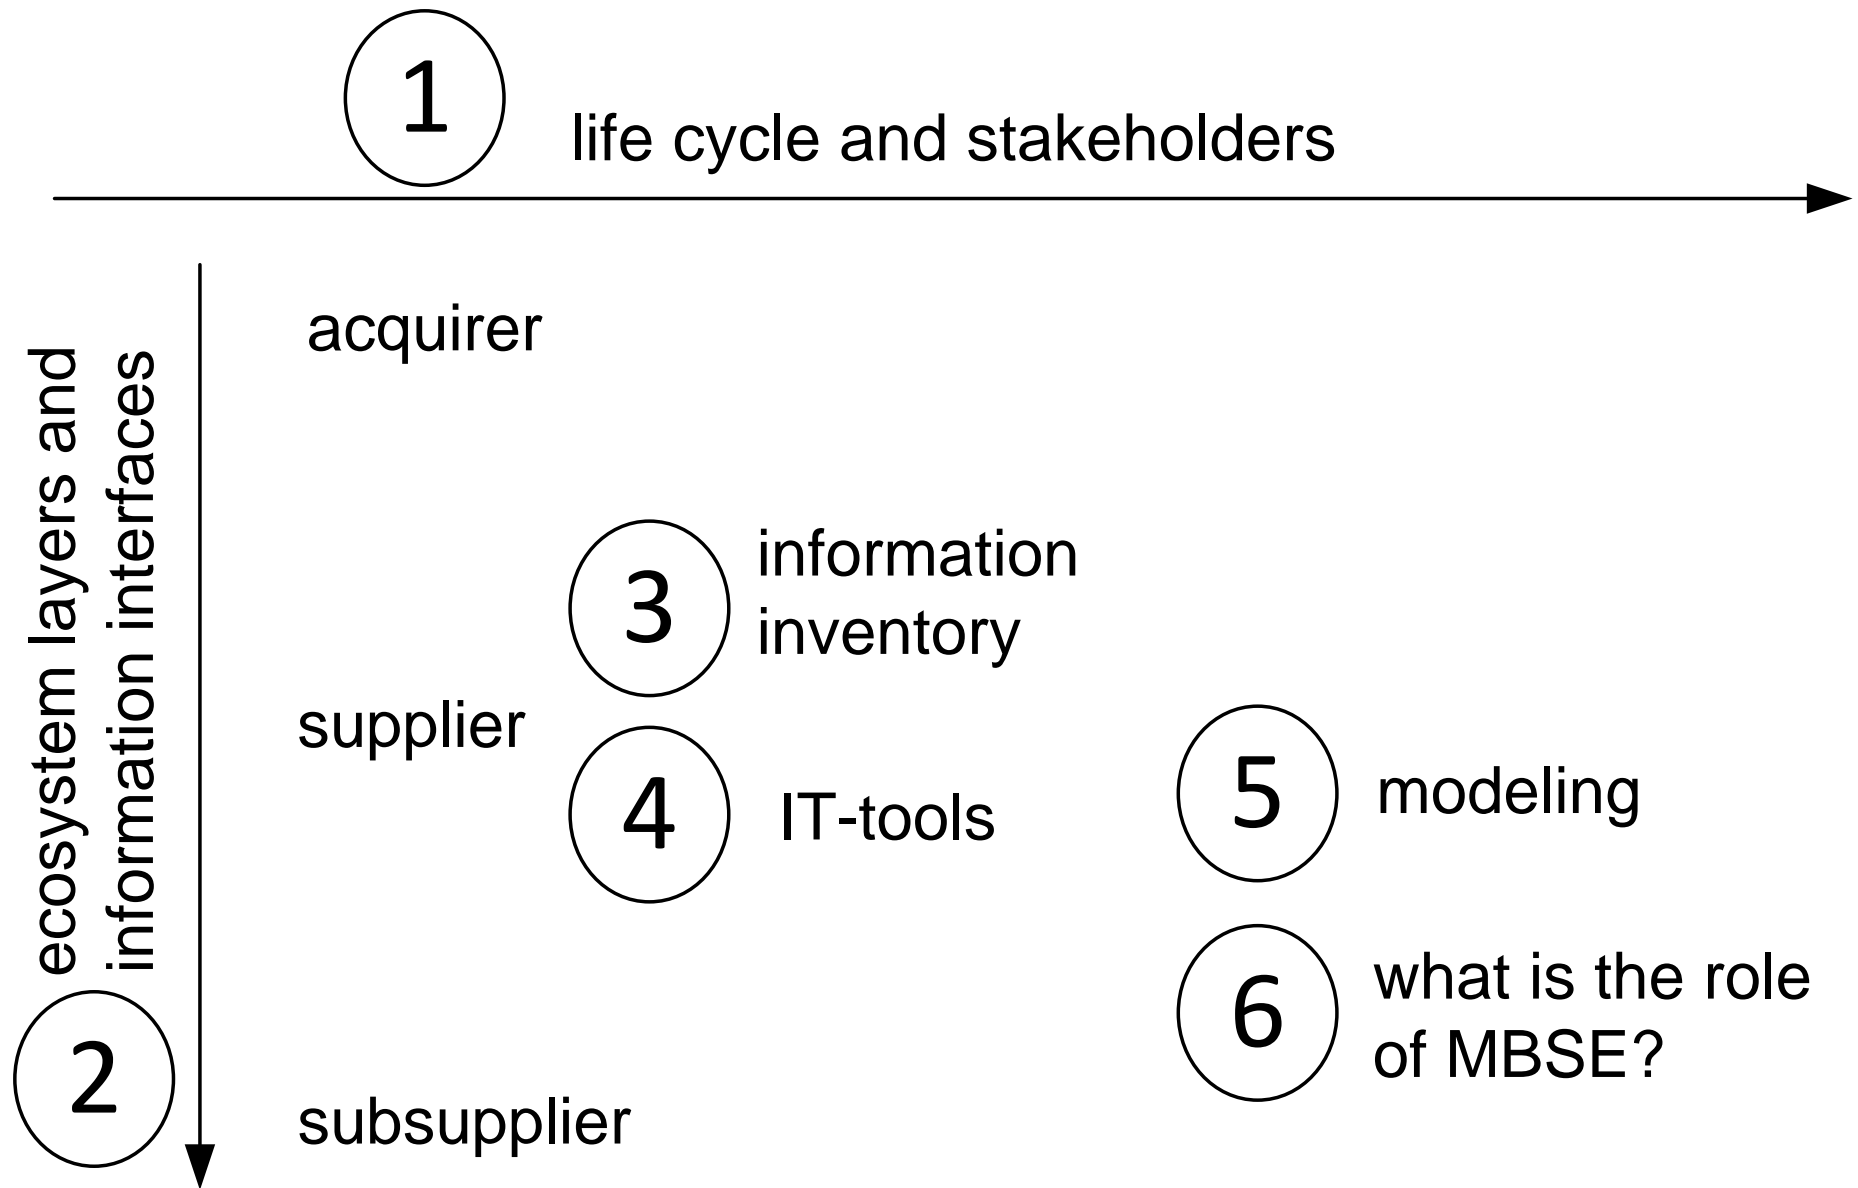 1
life cycle and stakeholders
ecosystem layers and
information interfaces
2
acquirer
supplier
subsupplier
3
information
inventory
4
IT-tools
5
modeling
6
what is the role
of MBSE?